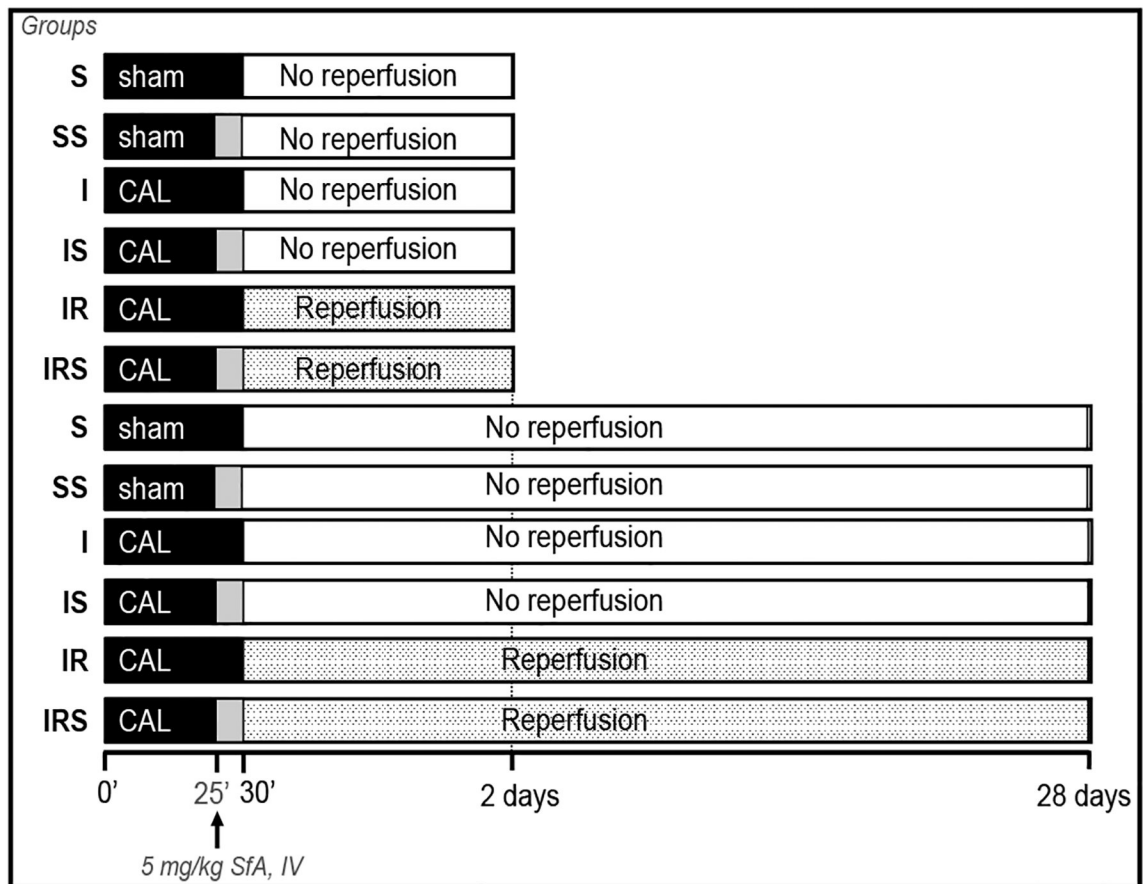 Groups
S sham No reperfusion
SS sham No reperfusion
I CAL No reperfusion
IS CAL No reperfusion
IR CAL Reperfusion
IRS CAL Reperfusion
S sham No reperfusion
SS sham No reperfusion
I CAL No reperfusion
IS CAL No reperfusion
IR CAL Reperfusion
IRS CAL Reperfusion
0' 25' 30' 2 days 28 days
5 mg/kg SfA, IV